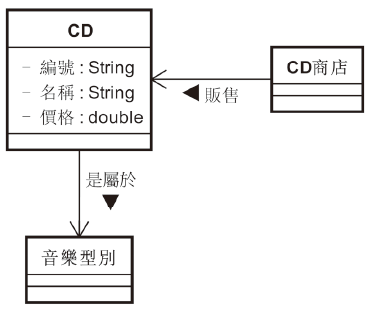 CD
- 編號 : String
- 名稱 : String
- 價格 : double
CD商店
◀ 販售
是屬於
▼
音樂型別